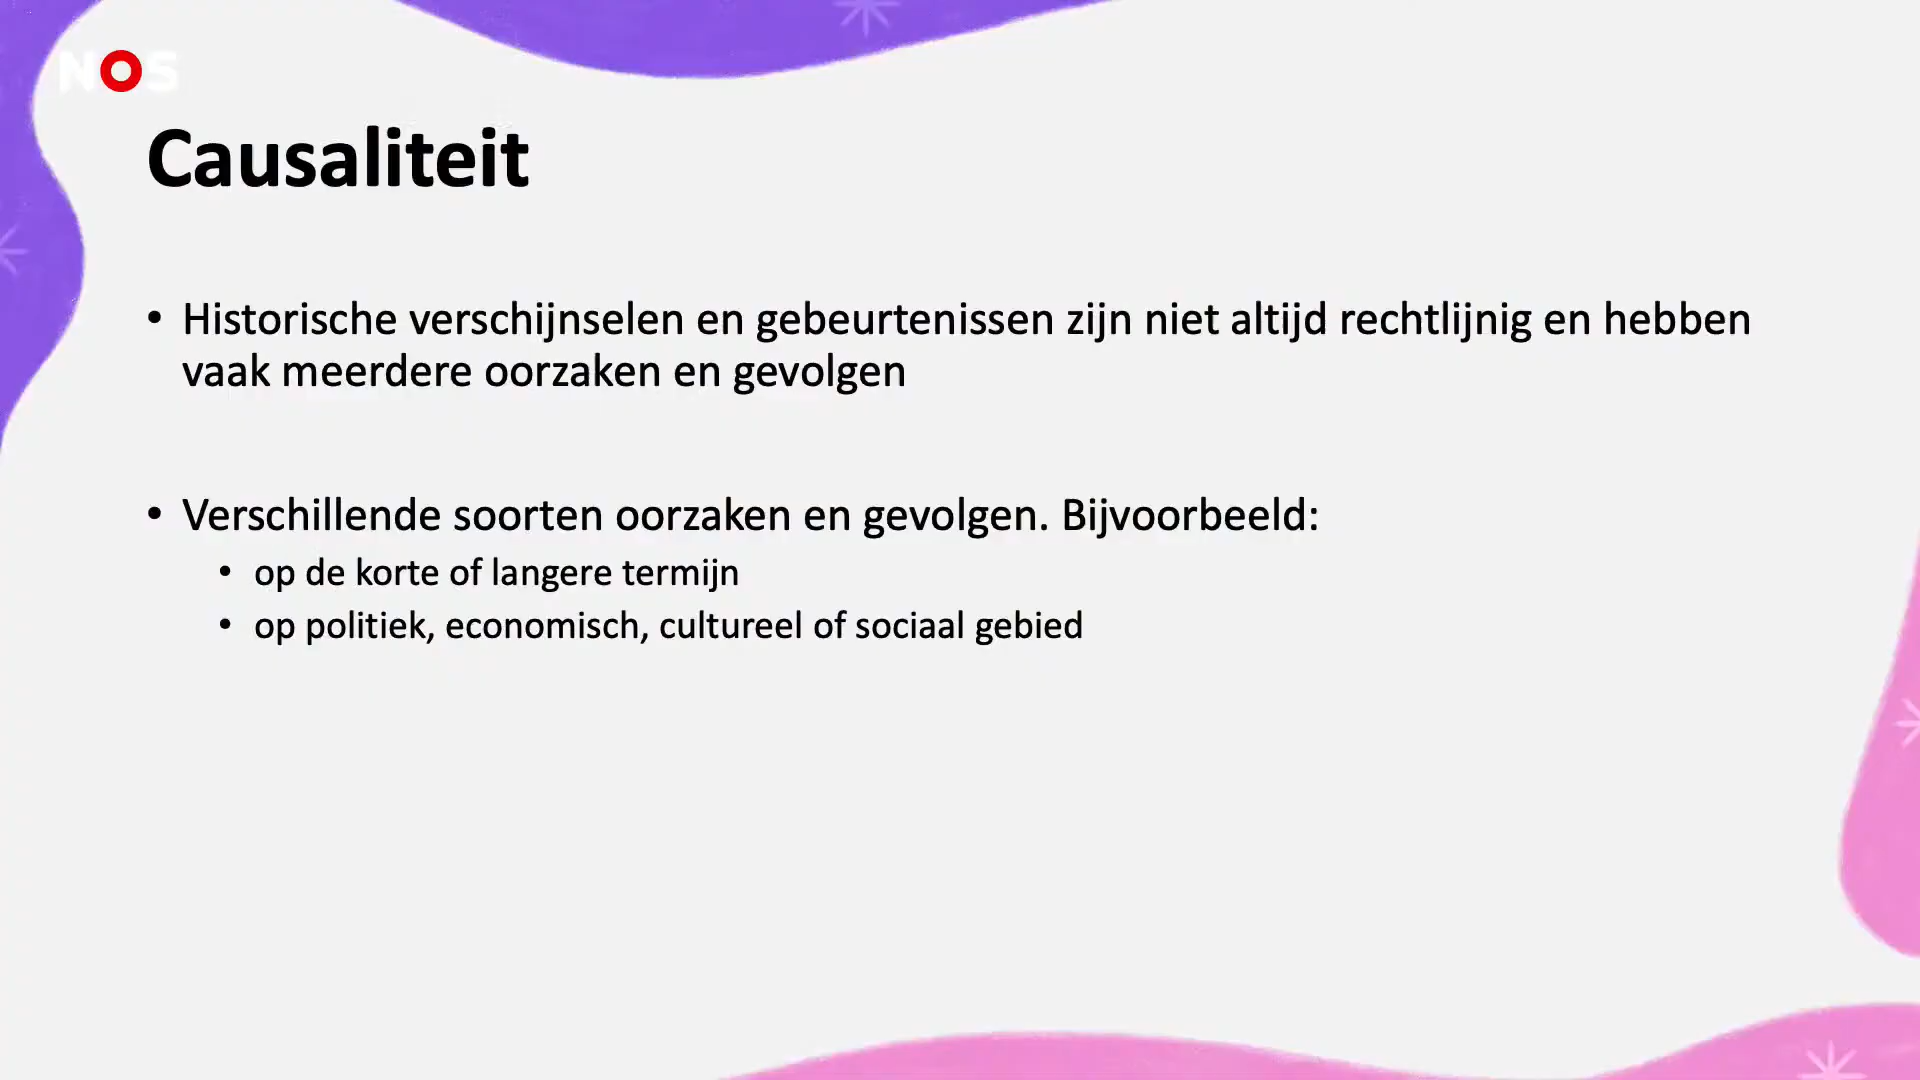 NOS
Causaliteit
• Historische verschijnselen en gebeurtenissen zijn niet altijd rechtlijnig en hebben
vaak meerdere oorzaken en gevolgen
• Verschillende soorten oorzaken en gevolgen. Bijvoorbeeld:
• op de korte of langere termijn
• op politiek, economisch, cultureel of sociaal gebied